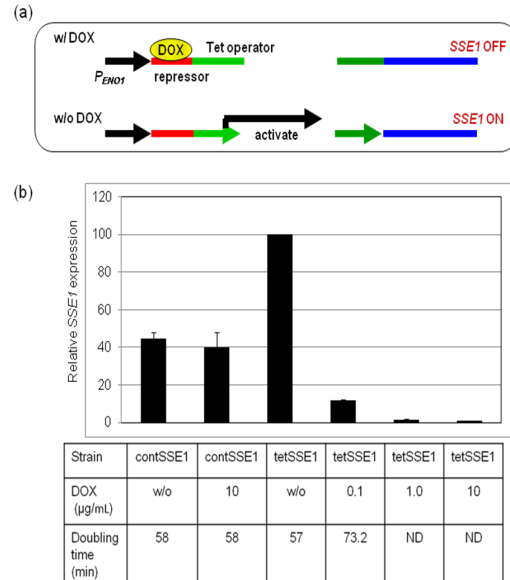 (a)
w/ DOX
DOX
Tet operator
SSE1 OFF
P_ENO1
repressor
w/o DOX
activate
SSE1 ON
(b)
Relative SSE1 expression
120
100
80
60
40
20
0
Strain contSSE1 contSSE1 tetSSE1 tetSSE1 tetSSE1 tetSSE1
DOX (µg/mL) w/o 10 w/o 0.1 1.0 10
Doubling time (min) 58 58 57 73.2 ND ND